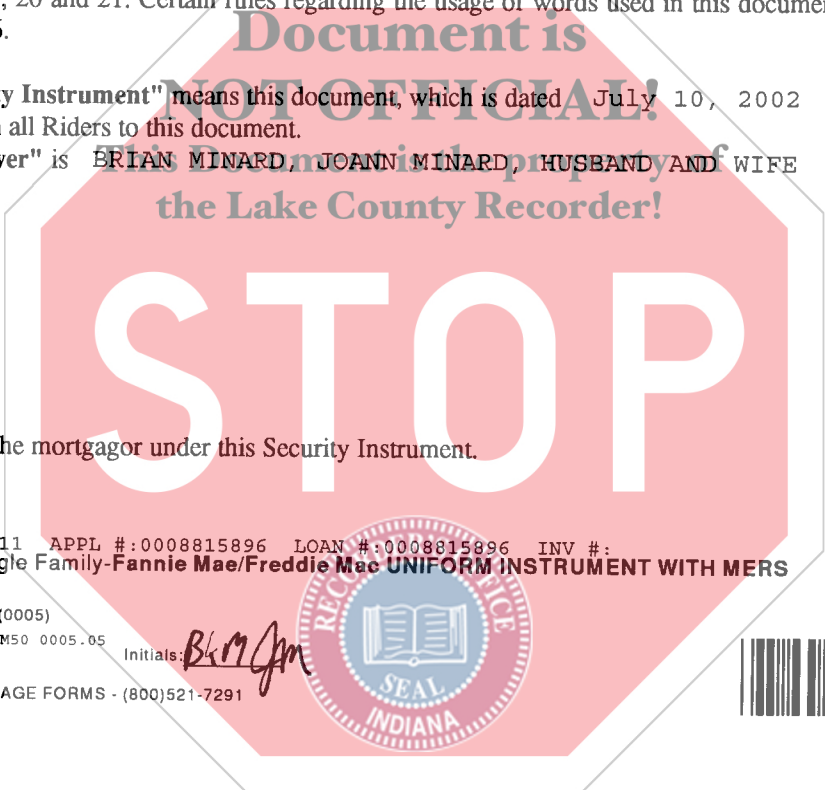 , 20 and 21. Certain rules regarding the usage of words used in this docume
Document is
y Instrument" means this document, which is dated July 10, 2002
NOT OFFICIAL!
all Riders to this document.
er" is BRIAN MINARD, JOANN MINARD, HUSBAND AND WIFE
This Document is the property of
the Lake County Recorder!
STOP
he mortgagor under this Security Instrument.
11 APPL #:0008815896 LOAN #:0008815896 INV #:
gle Family-Fannie Mae/Freddie Mac UNIFORM INSTRUMENT WITH MERS
(0005)
M50 0005.05
Initials: BKM JM
AGE FORMS - (800)521-7291
RECORDER'S OFFICE
SEAL
INDIANA